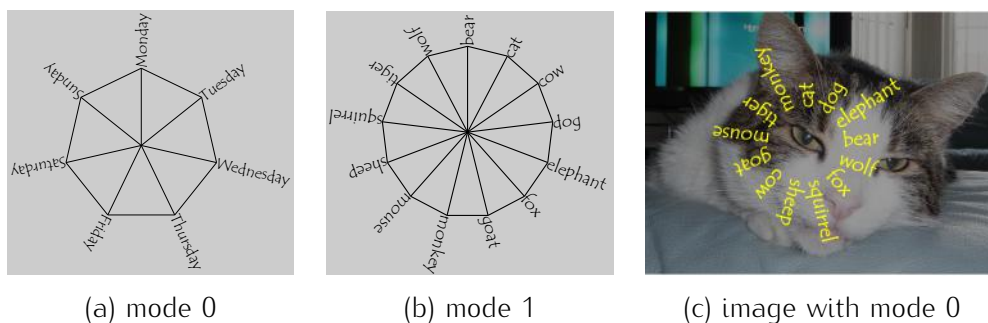 Monday
Tuesday
Wednesday
Thursday
Friday
Saturday
Sunday
(a) mode 0
bear
cat
cow
dog
elephant
fox
goat
monkey
mouse
sheep
squirrel
tiger
wolf
(b) mode 1
cat
dog
elephant
bear
wolf
fox
squirrel
sheep
cow
goat
mouse
tiger
monkey
(c) image with mode 0